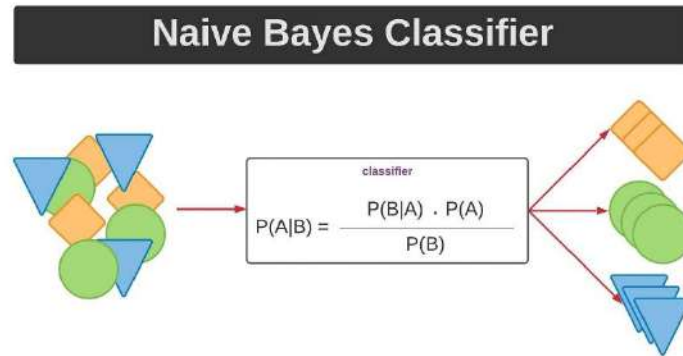 Naive Bayes Classifier
classifier
P(A|B) = P(B|A) . P(A)
P(B)